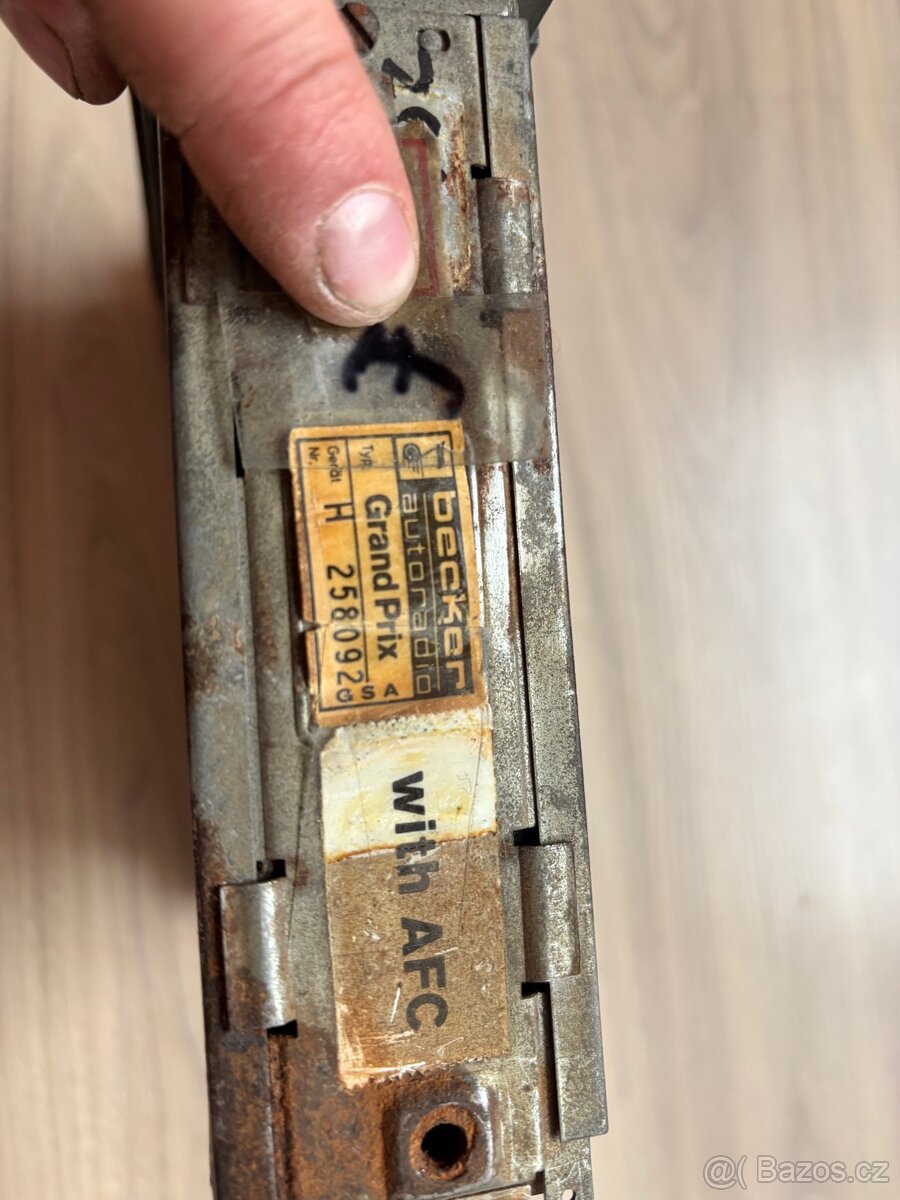 becker
autoradio
Typ. Grand Prix S A
Gerät Nr. H 258092 G
with AFC
@( Bazos.cz